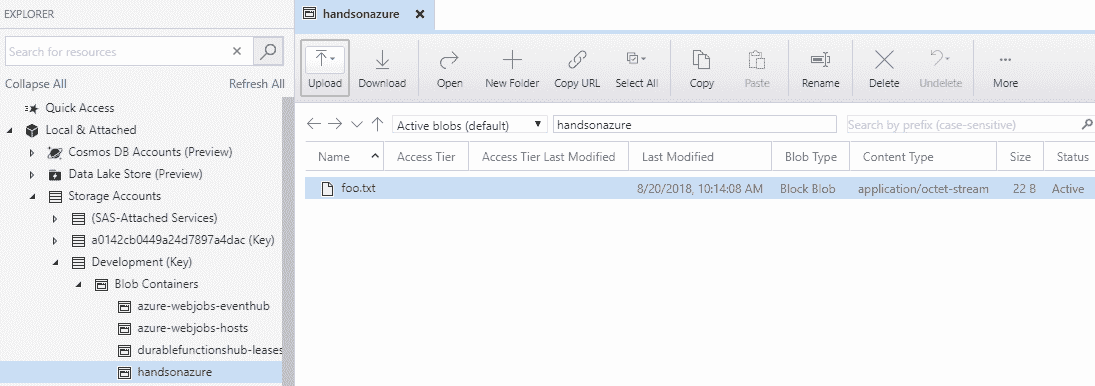 EXPLORER
Search for resources
Collapse All Refresh All
Quick Access
Local & Attached
Cosmos DB Accounts (Preview)
Data Lake Store (Preview)
Storage Accounts
(SAS-Attached Services)
a0142cb0449a24d7897a4dac (Key)
Development (Key)
Blob Containers
azure-webjobs-eventhub
azure-webjobs-hosts
durablefunctionshub-leases
handsonazure
handsonazure
Upload Download Open New Folder Copy URL Select All Copy Paste Rename Delete Undelete More
Active blobs (default) handsonazure Search by prefix (case-sensitive)
Name Access Tier Access Tier Last Modified Last Modified Blob Type Content Type Size Status
foo.txt 8/20/2018, 10:14:08 AM Block Blob application/octet-stream 22 B Active